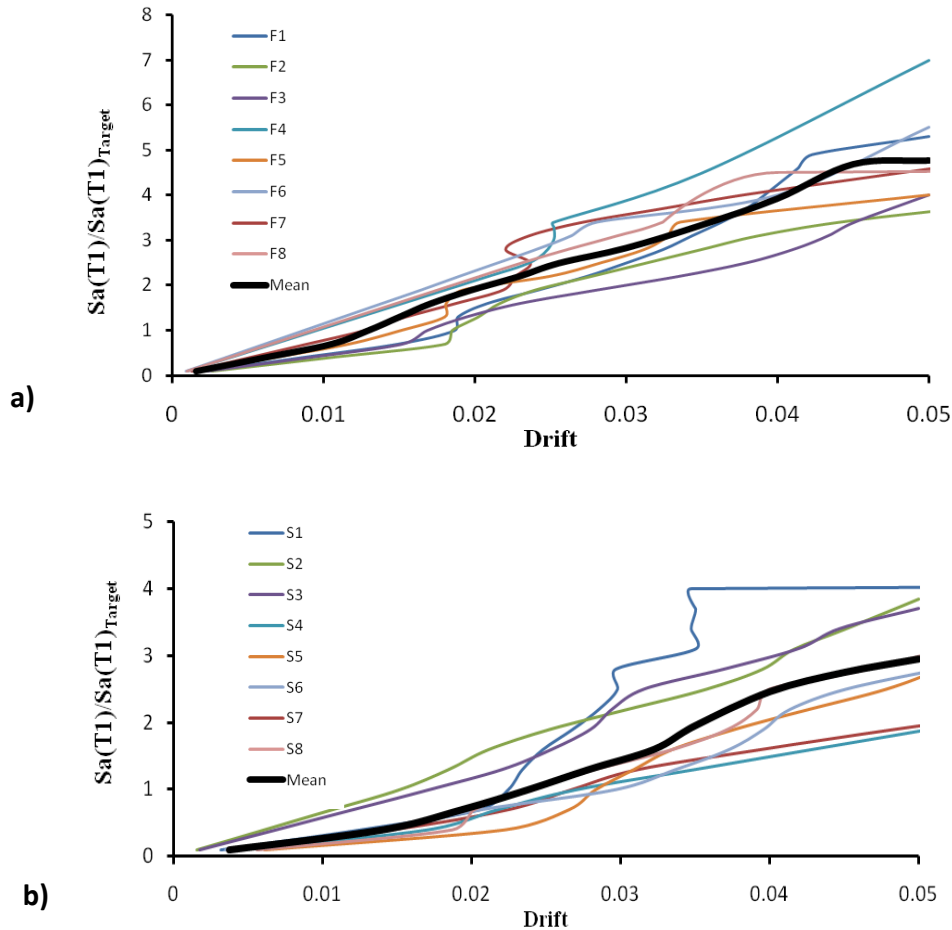 8
7
6
5
4
3
2
1
0
Sa(T1)/Sa(T1)Target
F1
F2
F3
F4
F5
F6
F7
F8
Mean
0 0.01 0.02 0.03 0.04 0.05
Drift
a)
5
4
3
2
1
0
Sa(T1)/Sa(T1)Target
S1
S2
S3
S4
S5
S6
S7
S8
Mean
0 0.01 0.02 0.03 0.04 0.05
Drift
b)